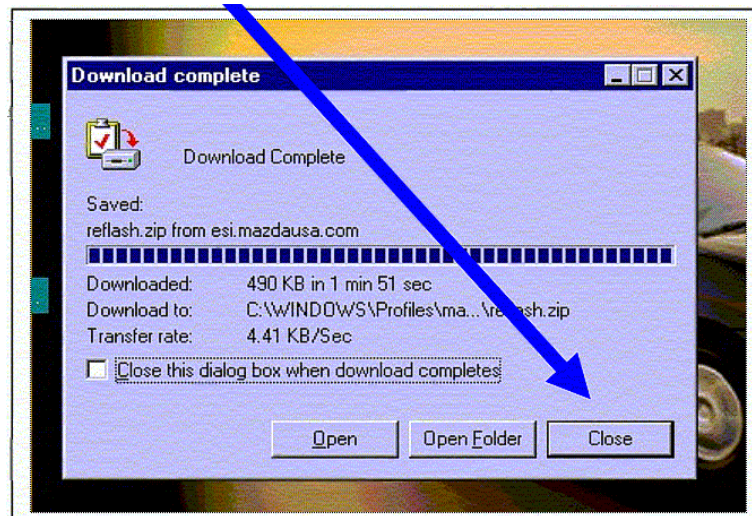 Download complete
Download Complete
Saved:
reflash.zip from esi.mazdausa.com
Downloaded: 490 KB in 1 min 51 sec
Download to: C:\WINDOWS\Profiles\ma...\reflash.zip
Transfer rate: 4.41 KB/Sec
Close this dialog box when download completes
Open Open Folder Close